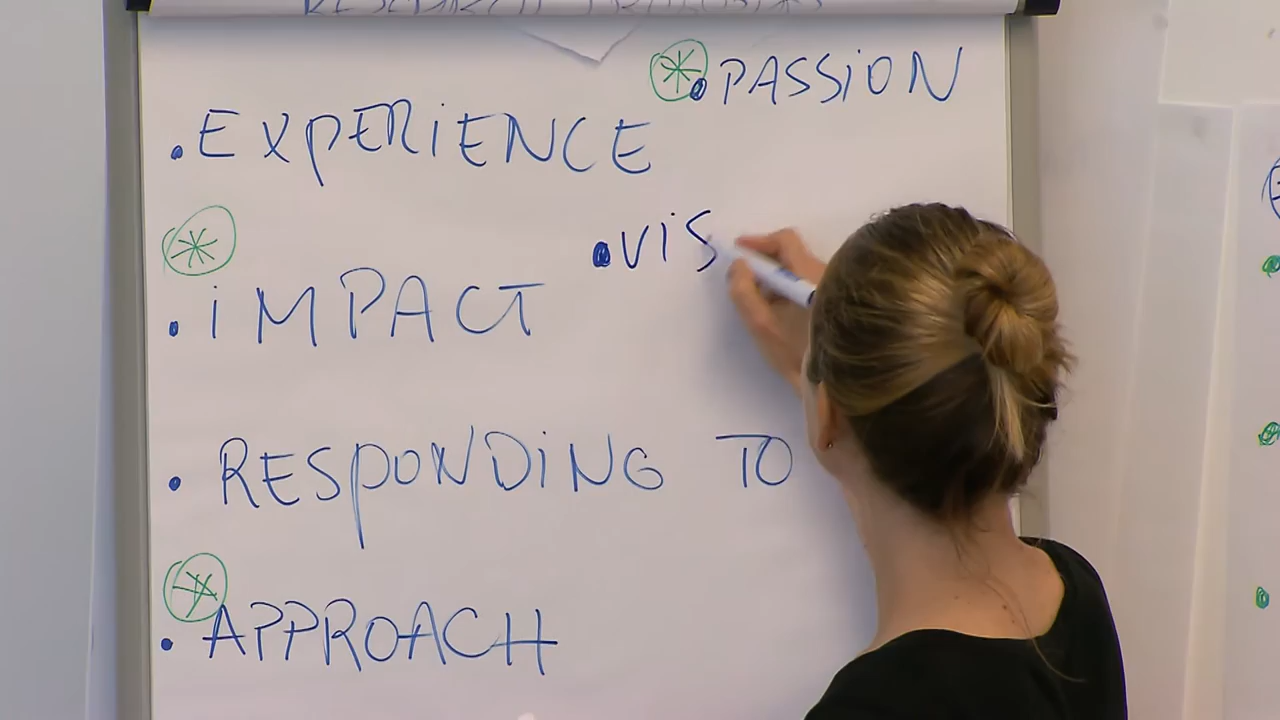 • PASSiON
• EXPERiENCE
• ViS
• iMPACT
• RESPONDiNG TO
• APPROACH